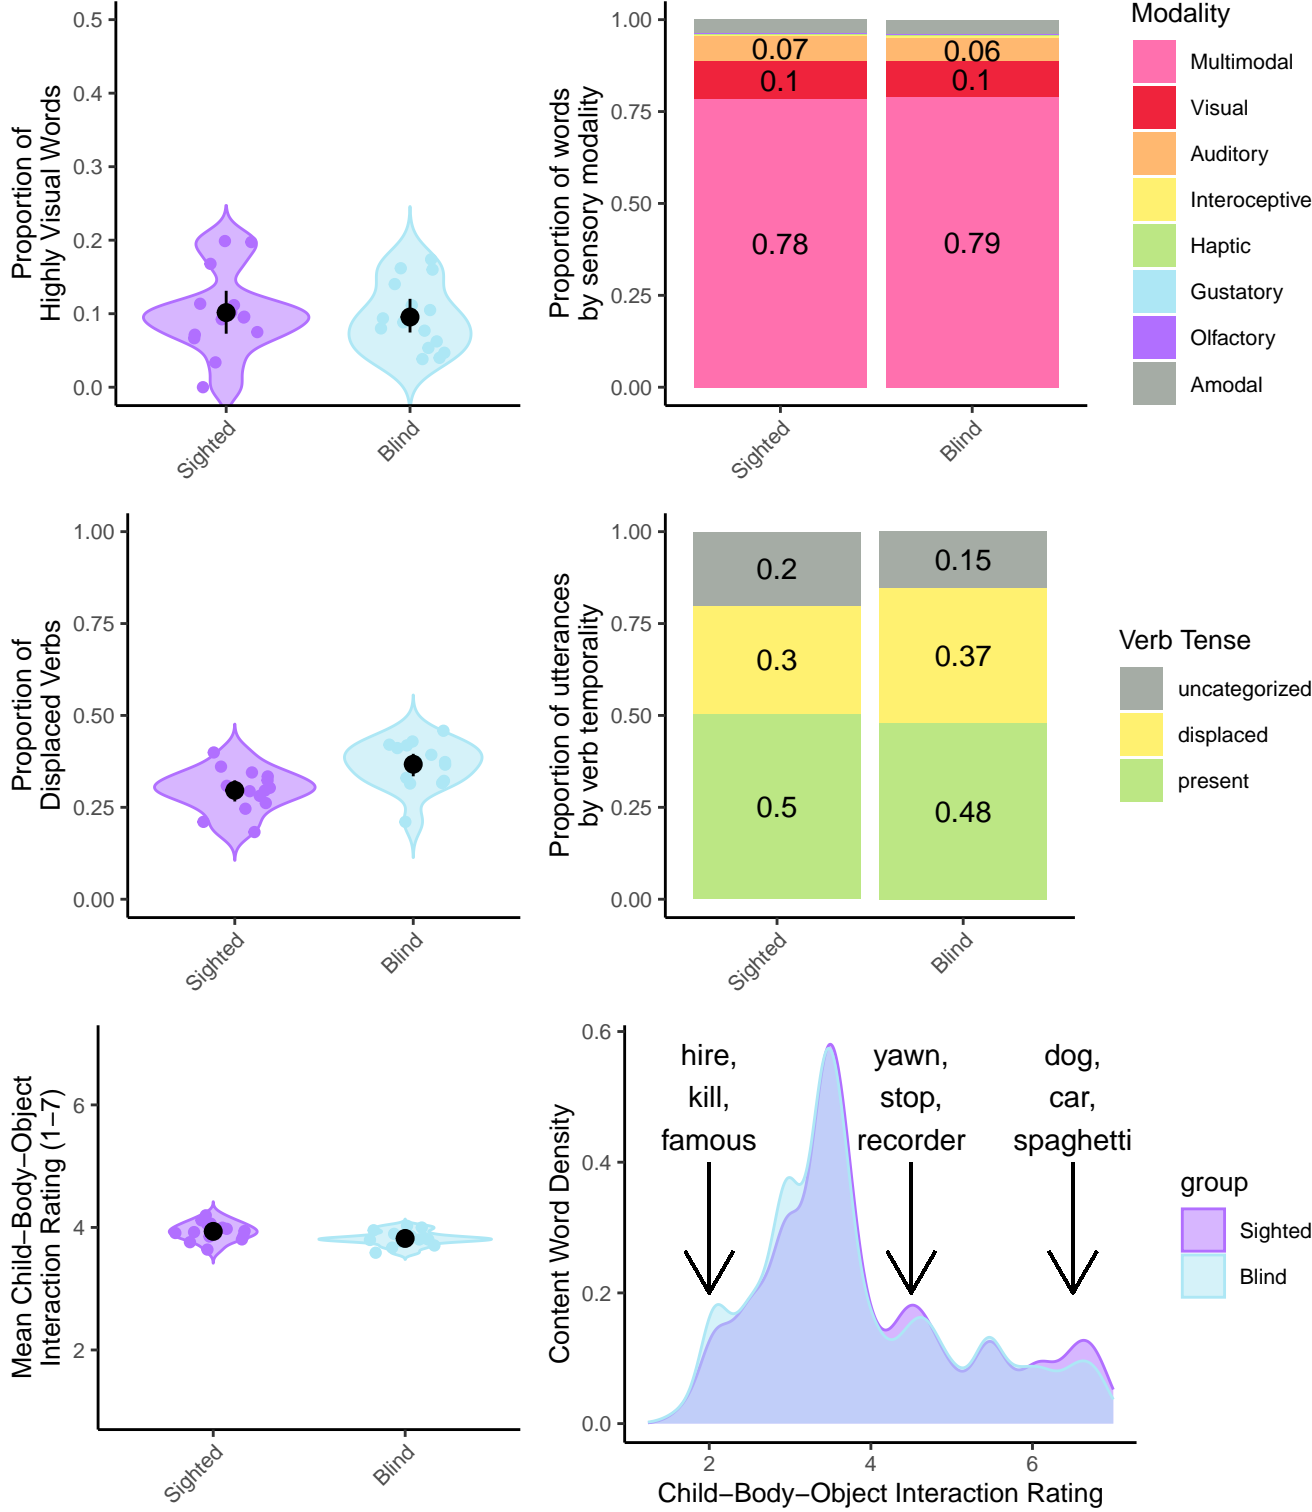 Proportion of
Highly Visual Words
0.5
0.4
0.3
0.2
0.1
0.0
Sighted
Blind
Proportion of words
by sensory modality
1.00
0.75
0.50
0.25
0.00
0.07
0.1
0.78
0.06
0.1
0.79
Sighted
Blind
Modality
Multimodal
Visual
Auditory
Interoceptive
Haptic
Gustatory
Olfactory
Amodal
Proportion of
Displaced Verbs
1.00
0.75
0.50
0.25
0.00
Sighted
Blind
Proportion of utterances
by verb temporality
1.00
0.75
0.50
0.25
0.00
0.2
0.3
0.5
0.15
0.37
0.48
Sighted
Blind
Verb Tense
uncategorized
displaced
present
Mean Child−Body−Object
Interaction Rating (1−7)
6
4
2
Sighted
Blind
Content Word Density
0.6
0.4
0.2
0.0
hire,
kill,
famous
yawn,
stop,
recorder
dog,
car,
spaghetti
2
4
6
Child−Body−Object Interaction Rating
group
Sighted
Blind